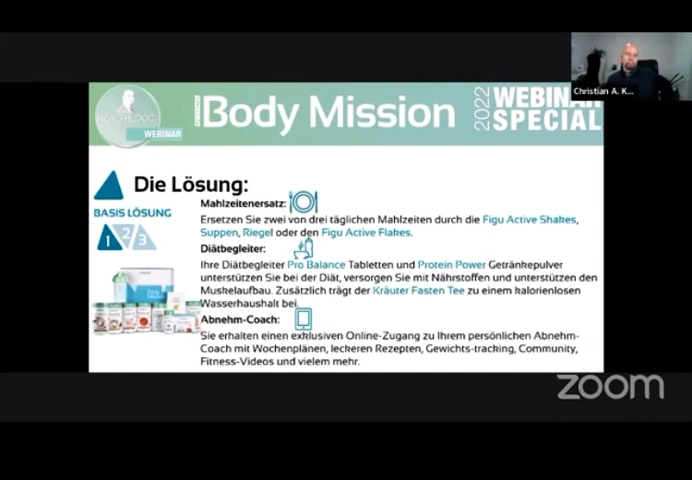 Christian A. K...
WEBINAR
Body Mission
2022
WEBINAR
SPECIAL
Die Lösung:
BASIS LÖSUNG
1 2 3
Mahlzeitenersatz:
Ersetzen Sie zwei von drei täglichen Mahlzeiten durch die Figu Active Shakes,
Suppen, Riegel oder den Figu Active Flakes.
Diätbegleiter:
Ihre Diätbegleiter Pro Balance Tabletten und Protein Power Getränkepulver
unterstützen Sie bei der Diät, versorgen Sie mit Nährstoffen und unterstützen den
Muskelaufbau. Zusätzlich trägt der Kräuter Fasten Tee zu einem kalorienlosen
Wasserhaushalt bei.
Abnehm-Coach:
Sie erhalten einen exklusiven Online-Zugang zu Ihrem persönlichen Abnehm-
Coach mit Wochenplänen, leckeren Rezepten, Gewichts-tracking, Community,
Fitness-Videos und vielem mehr.
zoom